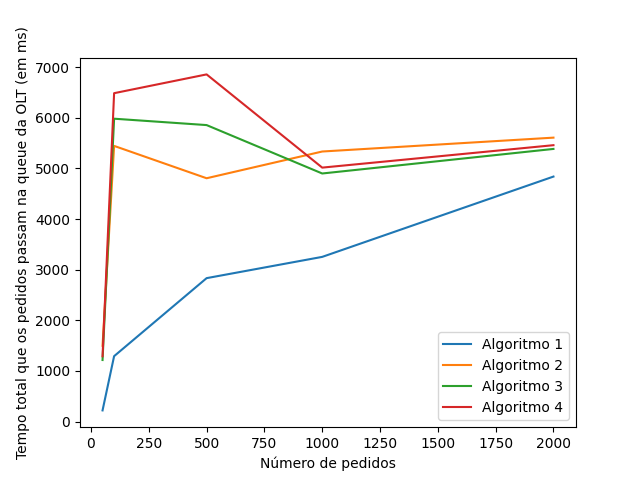 Tempo total que os pedidos passam na queue da OLT (em ms)
7000
6000
5000
4000
3000
2000
1000
0
0 250 500 750 1000 1250 1500 1750 2000
Número de pedidos
Algoritmo 1
Algoritmo 2
Algoritmo 3
Algoritmo 4